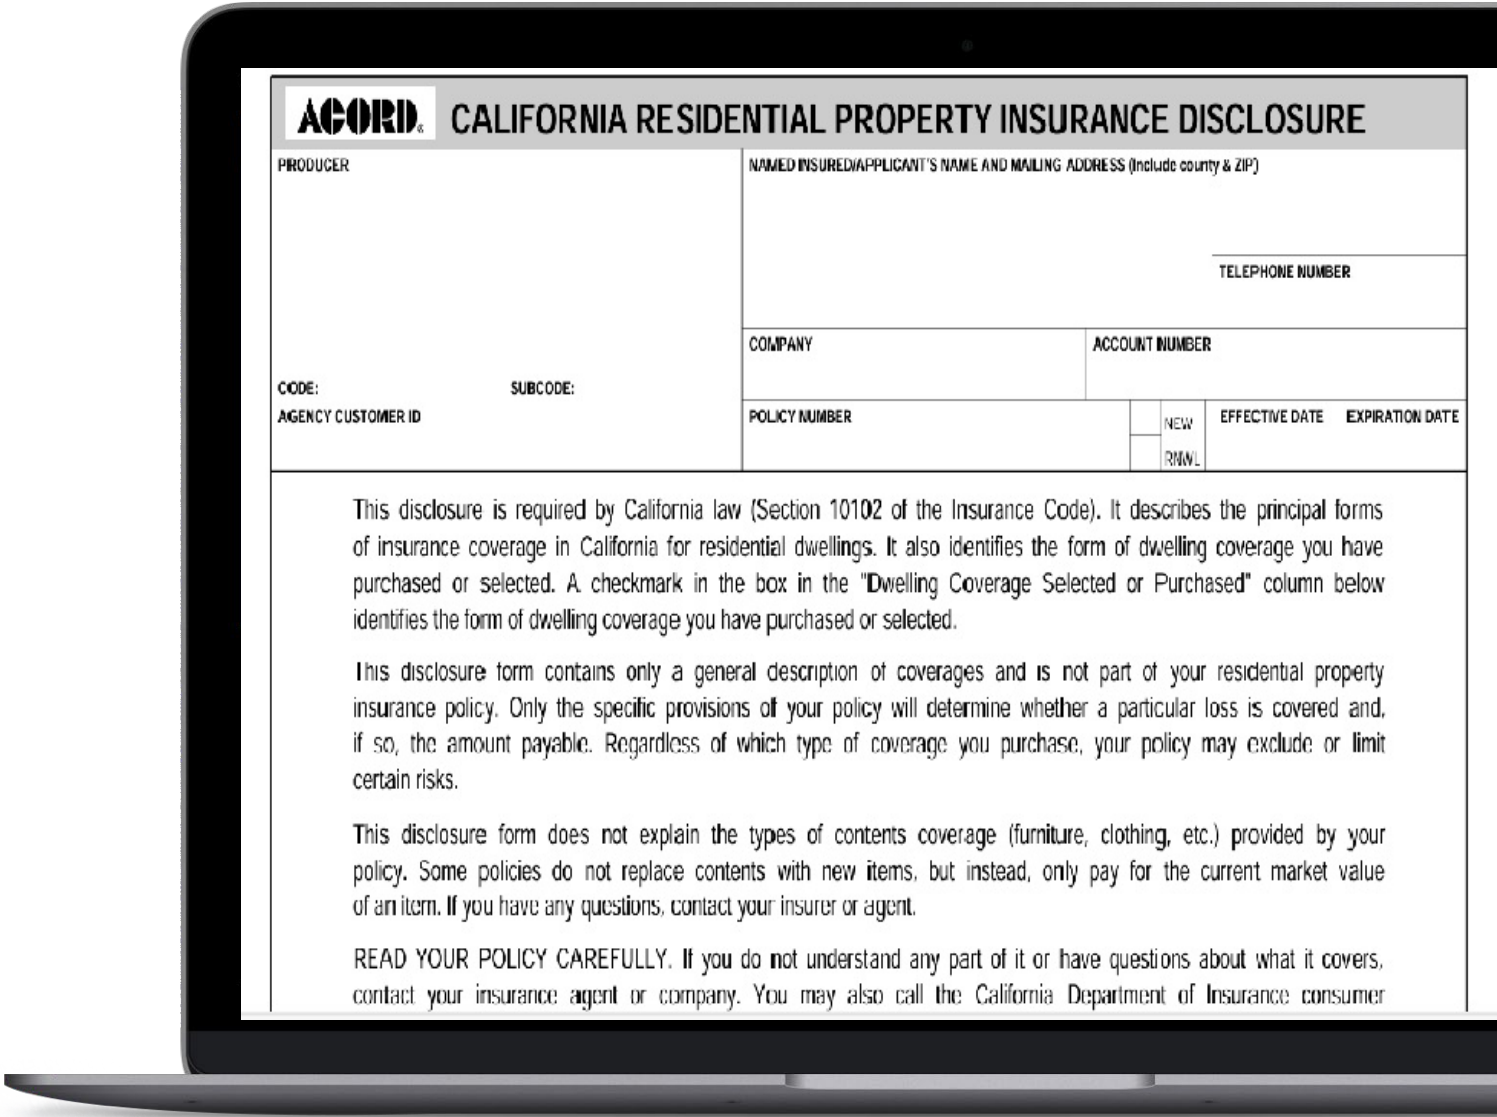 ACORD® CALIFORNIA RESIDENTIAL PROPERTY INSURANCE DISCLOSURE
PRODUCER
NAMED INSURED/APPLICANT'S NAME AND MAILING ADDRESS (Include county & ZIP)
TELEPHONE NUMBER
COMPANY
ACCOUNT NUMBER
CODE:
SUBCODE:
AGENCY CUSTOMER ID
POLICY NUMBER
NEW
RNWL
EFFECTIVE DATE
EXPIRATION DATE
This disclosure is required by California law (Section 10102 of the Insurance Code). It describes the principal forms
of insurance coverage in California for residential dwellings. It also identifies the form of dwelling coverage you have
purchased or selected. A checkmark in the box in the "Dwelling Coverage Selected or Purchased" column below
identifies the form of dwelling coverage you have purchased or selected.
This disclosure form contains only a general description of coverages and is not part of your residential property
insurance policy. Only the specific provisions of your policy will determine whether a particular loss is covered and,
if so, the amount payable. Regardless of which type of coverage you purchase, your policy may exclude or limit
certain risks.
This disclosure form does not explain the types of contents coverage (furniture, clothing, etc.) provided by your
policy. Some policies do not replace contents with new items, but instead, only pay for the current market value
of an item. If you have any questions, contact your insurer or agent.
READ YOUR POLICY CAREFULLY. If you do not understand any part of it or have questions about what it covers,
contact your insurance agent or company. You may also call the California Department of Insurance consumer